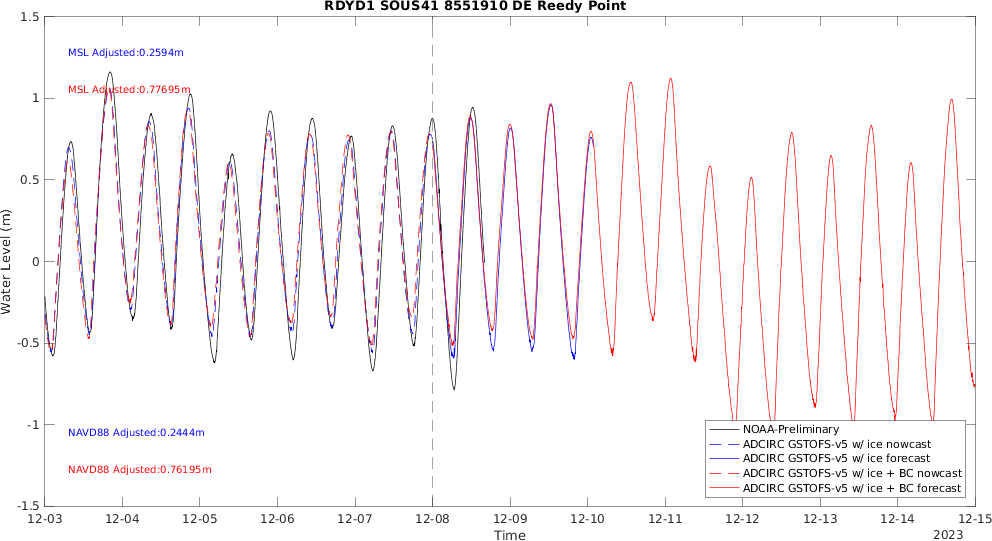 RDYD1 SOUS41 8551910 DE Reedy Point
1.5
1
0.5
0
-0.5
-1
-1.5
Water Level (m)
MSL Adjusted:0.2594m
MSL Adjusted:0.77695m
NAVD88 Adjusted:0.2444m
NAVD88 Adjusted:0.76195m
NOAA-Preliminary
ADCIRC GSTOFS-v5 w/ ice nowcast
ADCIRC GSTOFS-v5 w/ ice forecast
ADCIRC GSTOFS-v5 w/ ice + BC nowcast
ADCIRC GSTOFS-v5 w/ ice + BC forecast
12-03 12-04 12-05 12-06 12-07 12-08 12-09 12-10 12-11 12-12 12-13 12-14 12-15
Time
2023